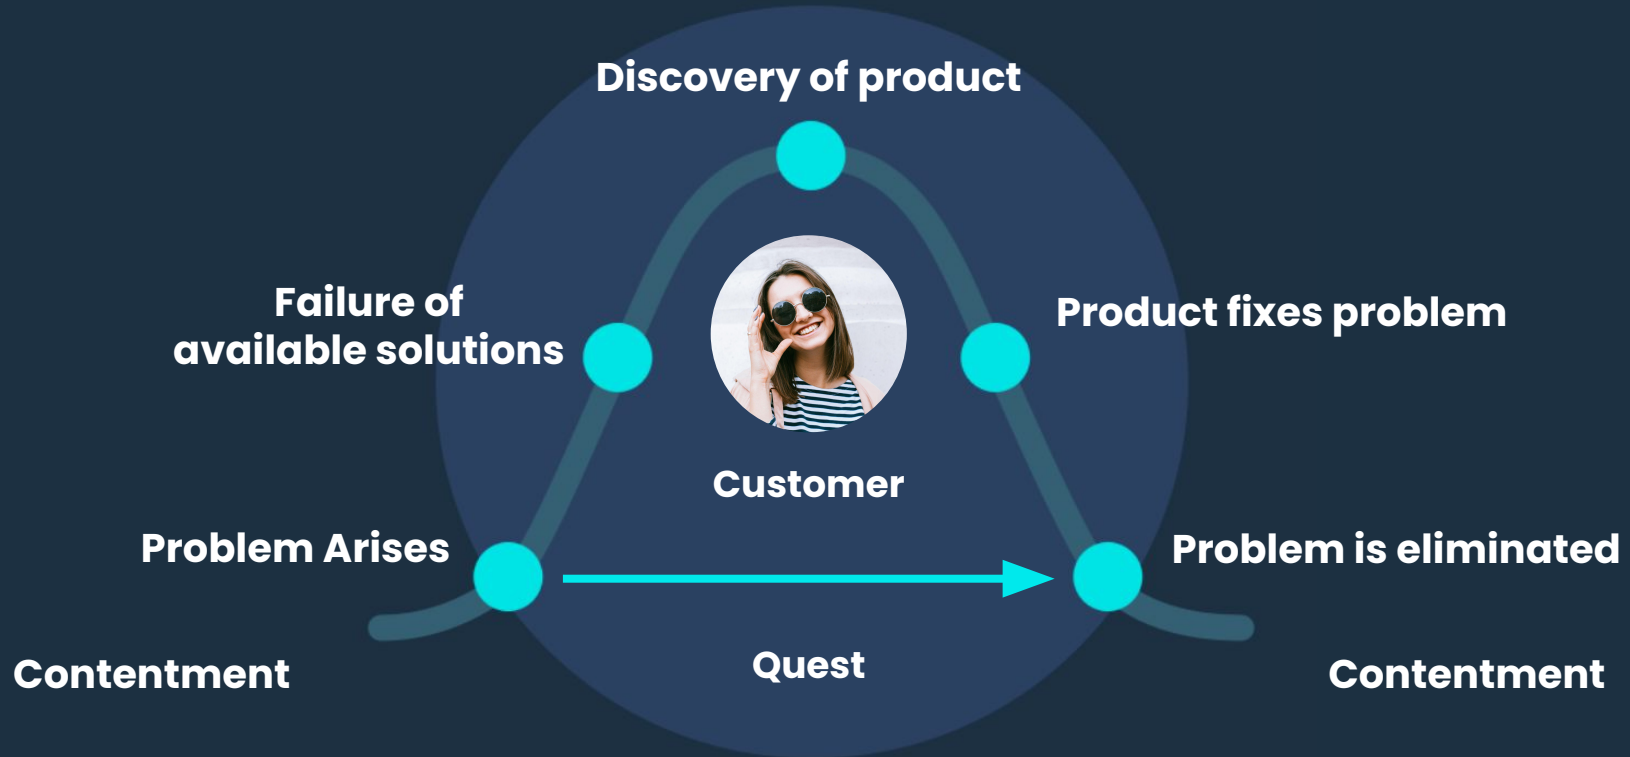 Discovery of product
Failure of
available solutions
Product fixes problem
Customer
Problem Arises
Problem is eliminated
Quest
Contentment
Contentment